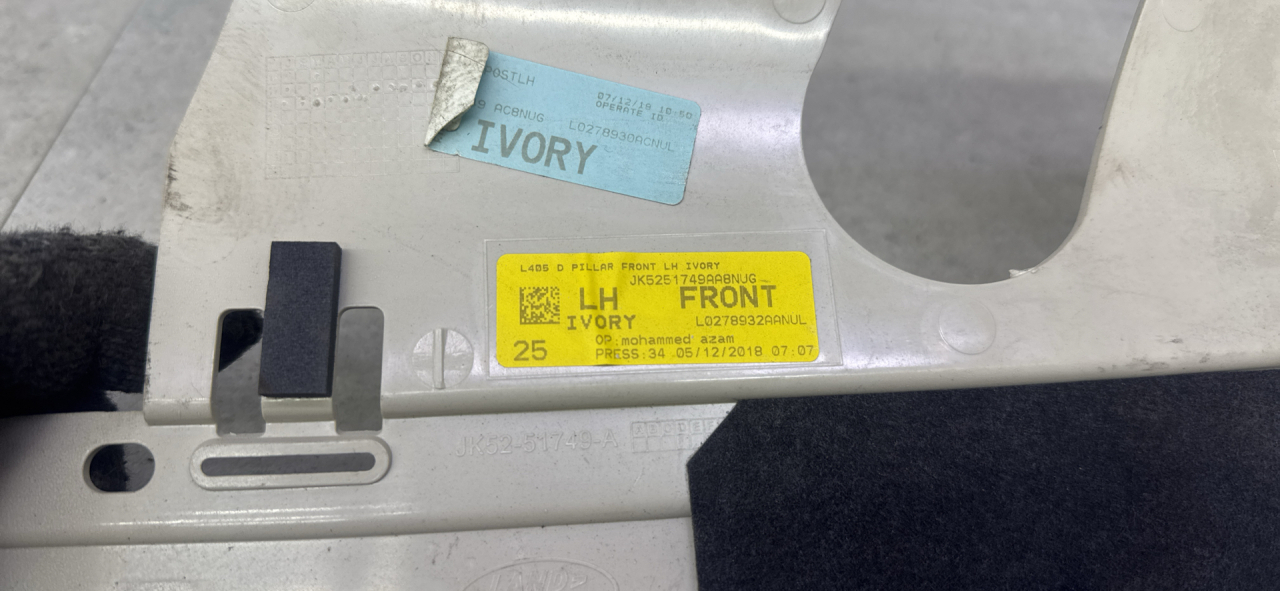 POSTLH
07/12/18 10:50
OPERATE ID
AC8NUG L0278930ACNUL
IVORY
L405 D PILLAR FRONT LH IVORY
JK5251749AA8NUG
LH FRONT
IVORY L0278932AANUL
OP:mohammed azam
25 PRESS:34 05/12/2018 07:07
JK52-51749-A